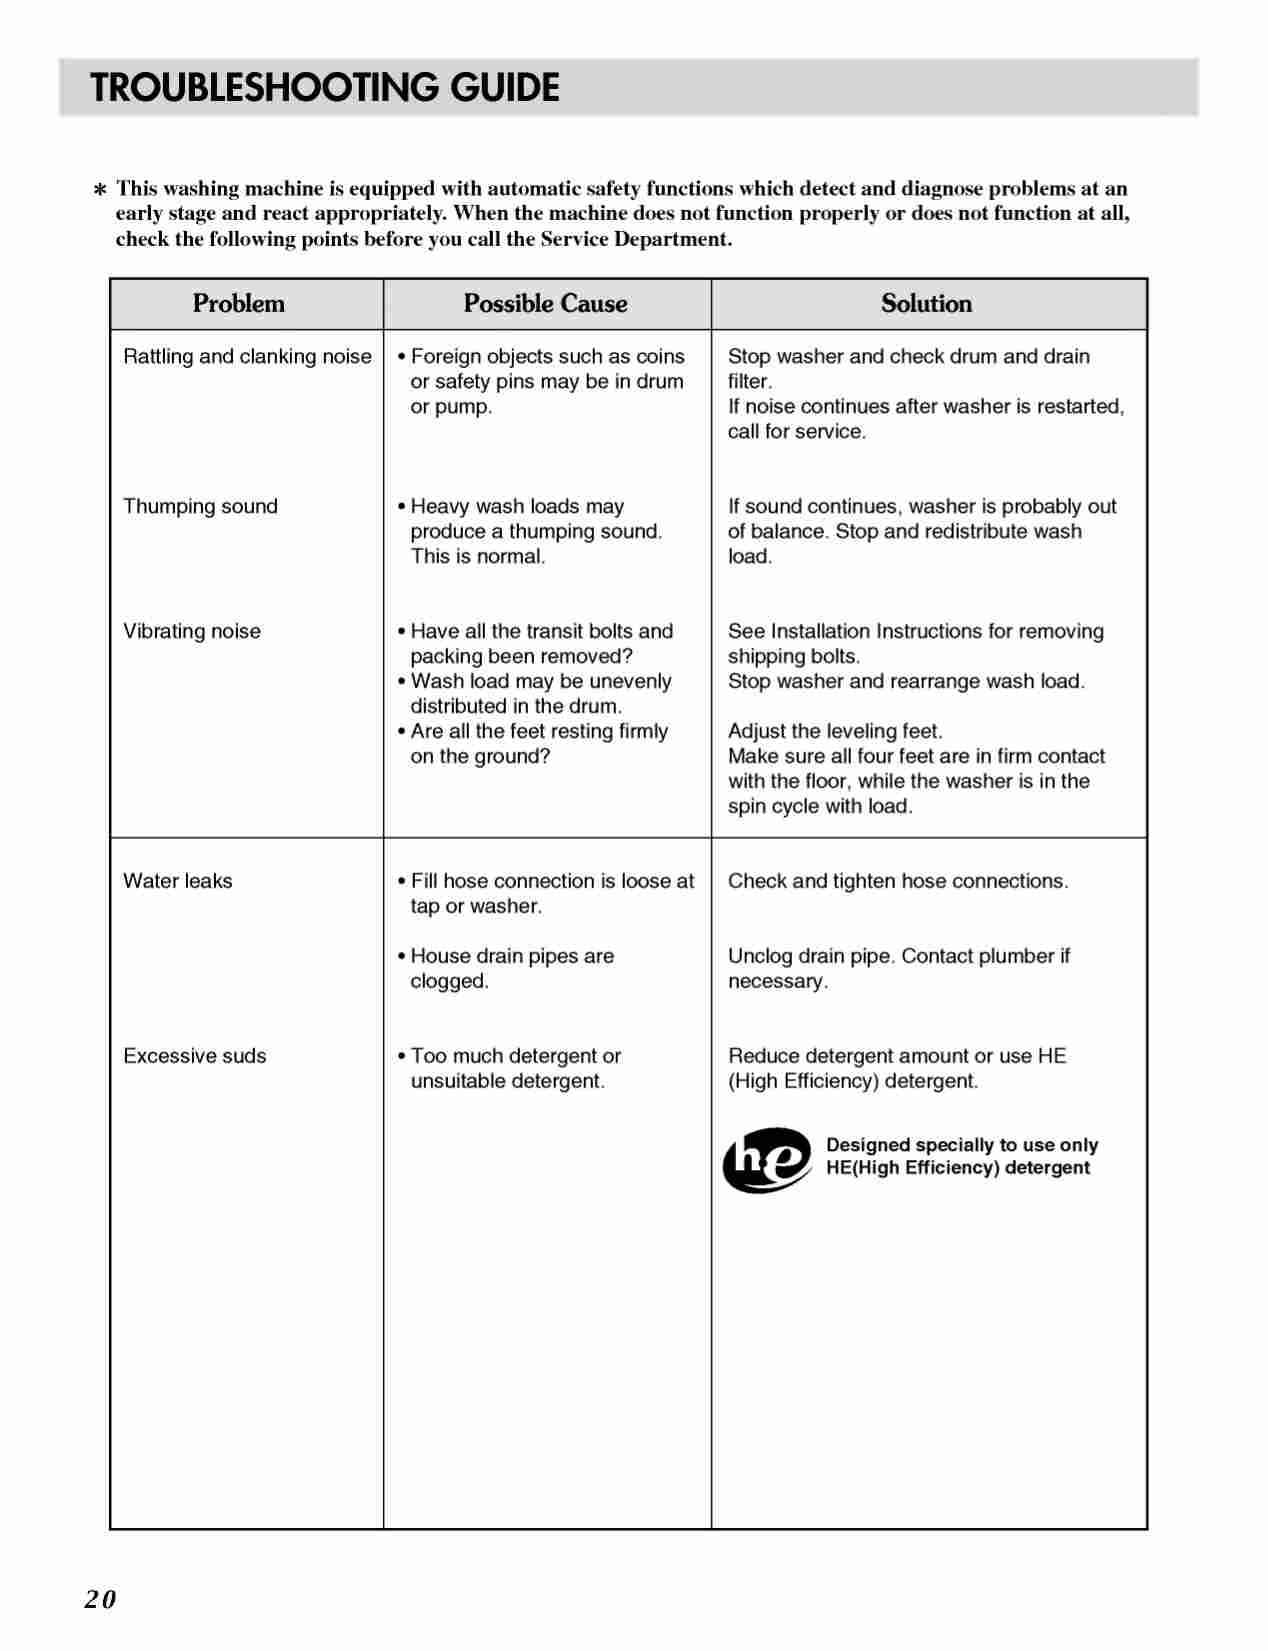 TROUBLESHOOTING GUIDE
* This washing machine is equipped with automatic safety functions which detect and diagnose problems at an
early stage and react appropriately. When the machine does not function properly or does not function at all,
check the following points before you call the Service Department.
Problem
Possible Cause
Solution
Rattling and clanking noise
• Foreign objects such as coins
or safety pins may be in drum
or pump.
Stop washer and check drum and drain
filter.
If noise continues after washer is restarted,
call for service.
Thumping sound
• Heavy wash loads may
produce a thumping sound.
This is normal.
If sound continues, washer is probably out
of balance. Stop and redistribute wash
load.
Vibrating noise
• Have all the transit bolts and
packing been removed?
• Wash load may be unevenly
distributed in the drum.
• Are all the feet resting firmly
on the ground?
See Installation Instructions for removing
shipping bolts.
Stop washer and rearrange wash load.
Adjust the leveling feet.
Make sure all four feet are in firm contact
with the floor, while the washer is in the
spin cycle with load.
Water leaks
• Fill hose connection is loose at
tap or washer.
Check and tighten hose connections.
• House drain pipes are
clogged.
Unclog drain pipe. Contact plumber if
necessary.
Excessive suds
• Too much detergent or
unsuitable detergent.
Reduce detergent amount or use HE
(High Efficiency) detergent.
he
Designed specially to use only
HE(High Efficiency) detergent
20